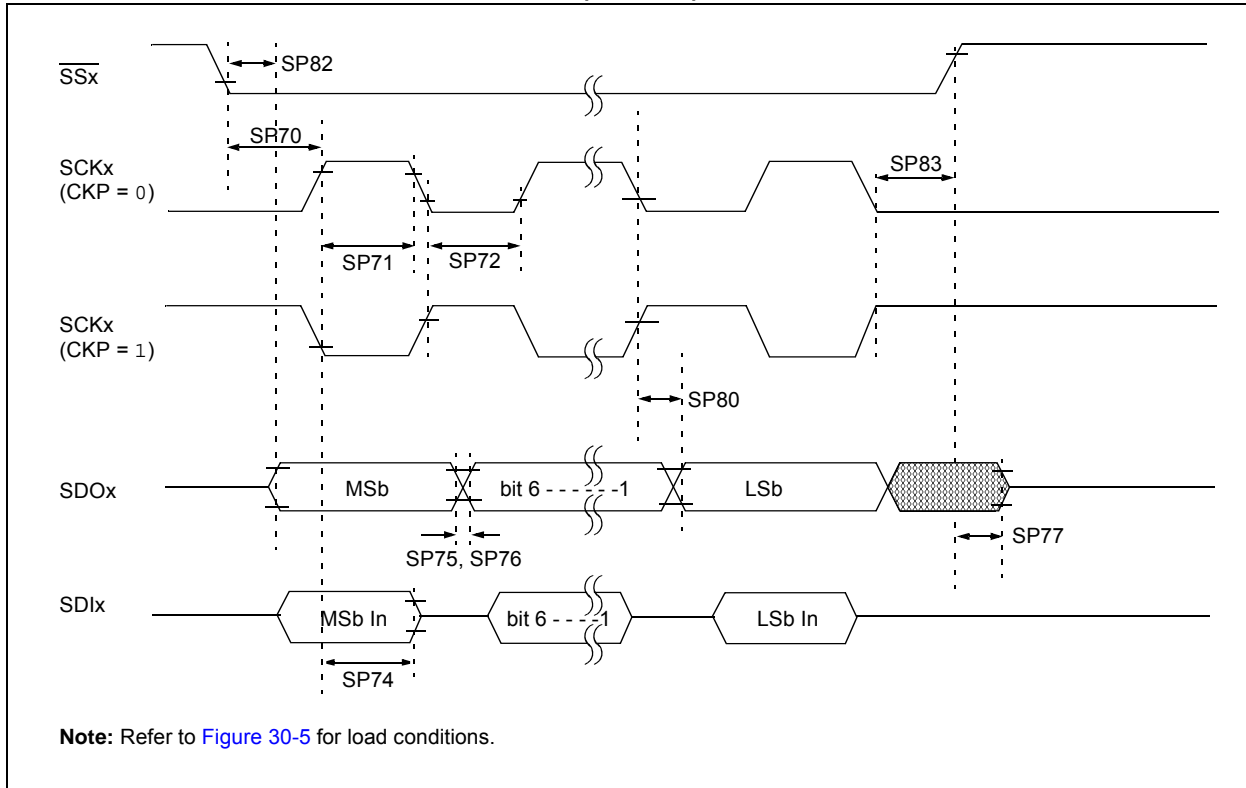 SSx
SP82
SP70
SCKx
(CKP = 0)
SP83
SP71
SP72
SCKx
(CKP = 1)
SP80
SDOx
MSb
bit 6 - - - - - -1
LSb
SP75, SP76
SP77
SDIx
MSb In
bit 6 - - - -1
LSb In
SP74
Note: Refer to Figure 30-5 for load conditions.